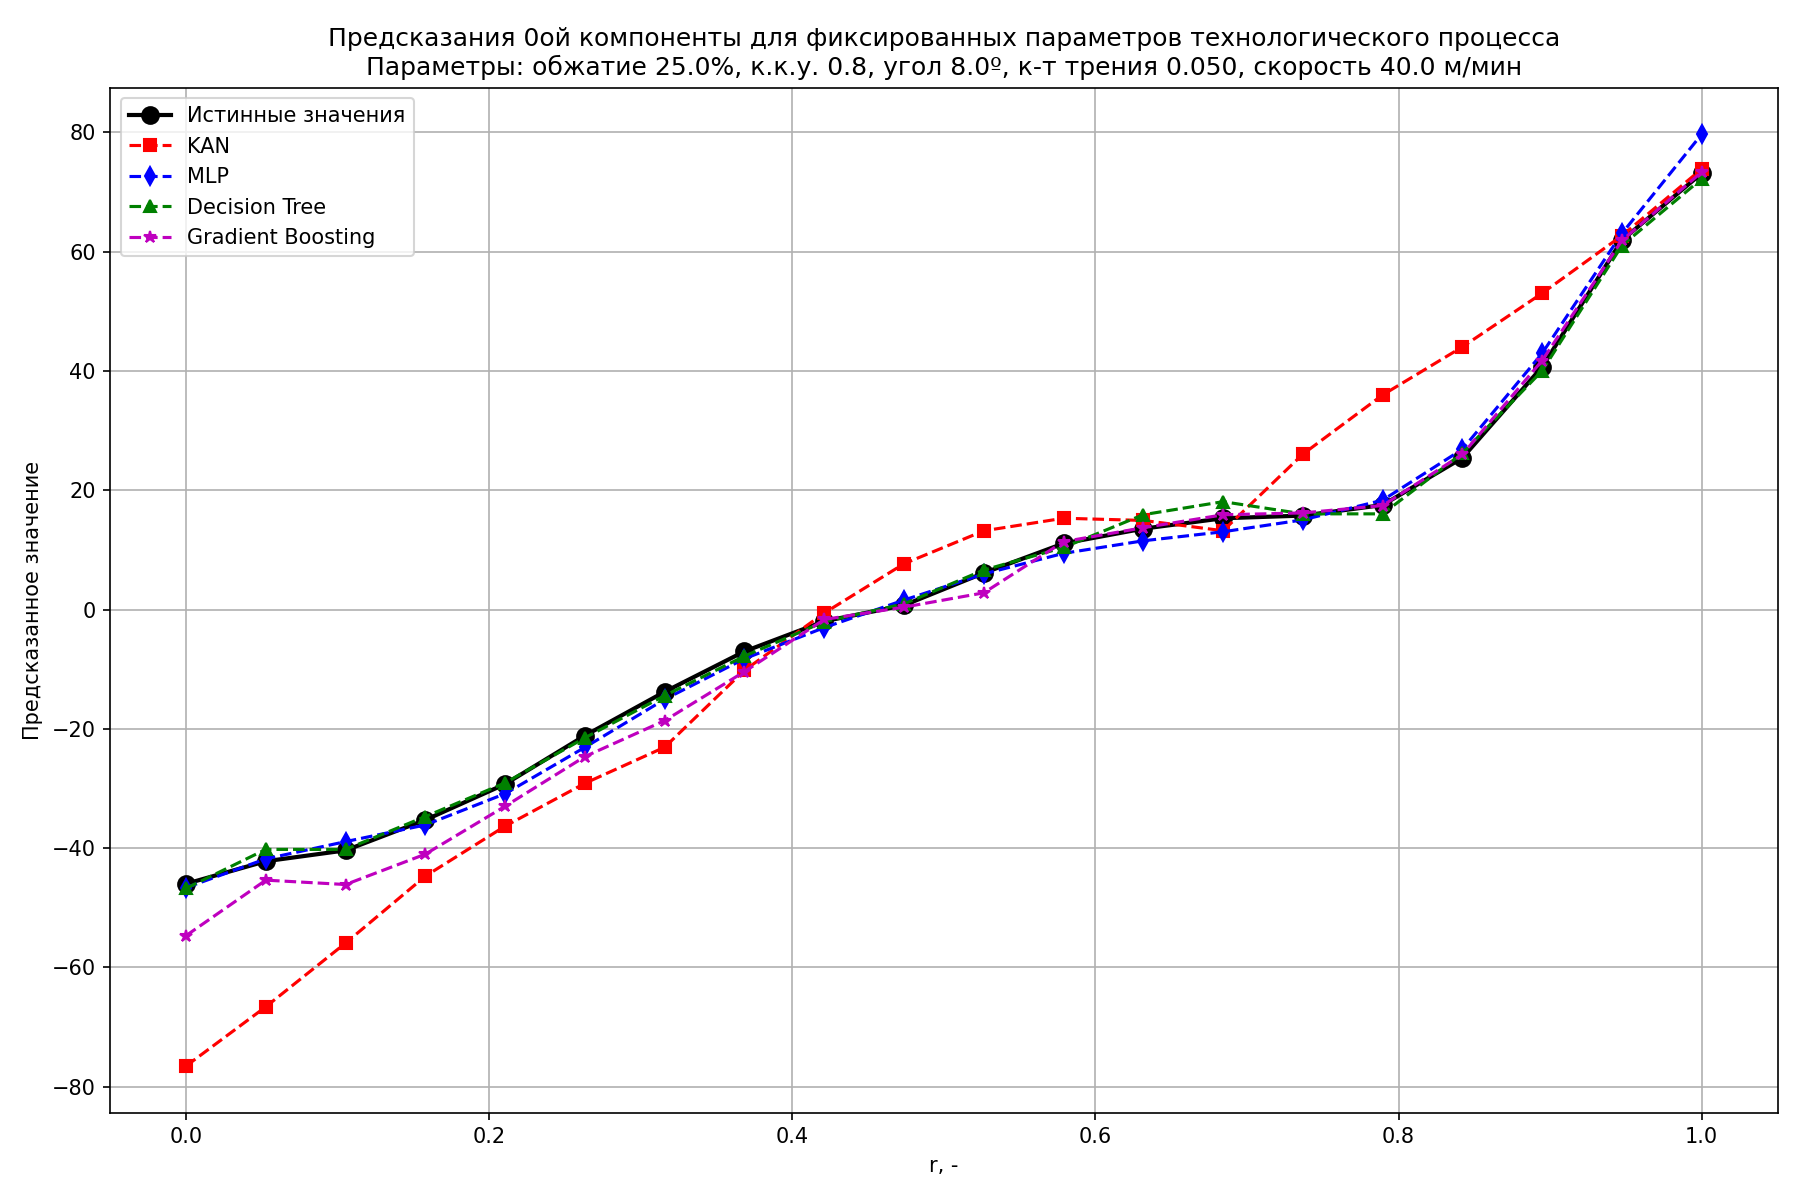 Предсказания 0ой компоненты для фиксированных параметров технологического процесса
Параметры: обжатие 25.0%, к.к.у. 0.8, угол 8.0º, к-т трения 0.050, скорость 40.0 м/мин
Истинные значения
KAN
MLP
Decision Tree
Gradient Boosting
Предсказанное значение
80
60
40
20
0
−20
−40
−60
−80
0.0 0.2 0.4 0.6 0.8 1.0
r, -